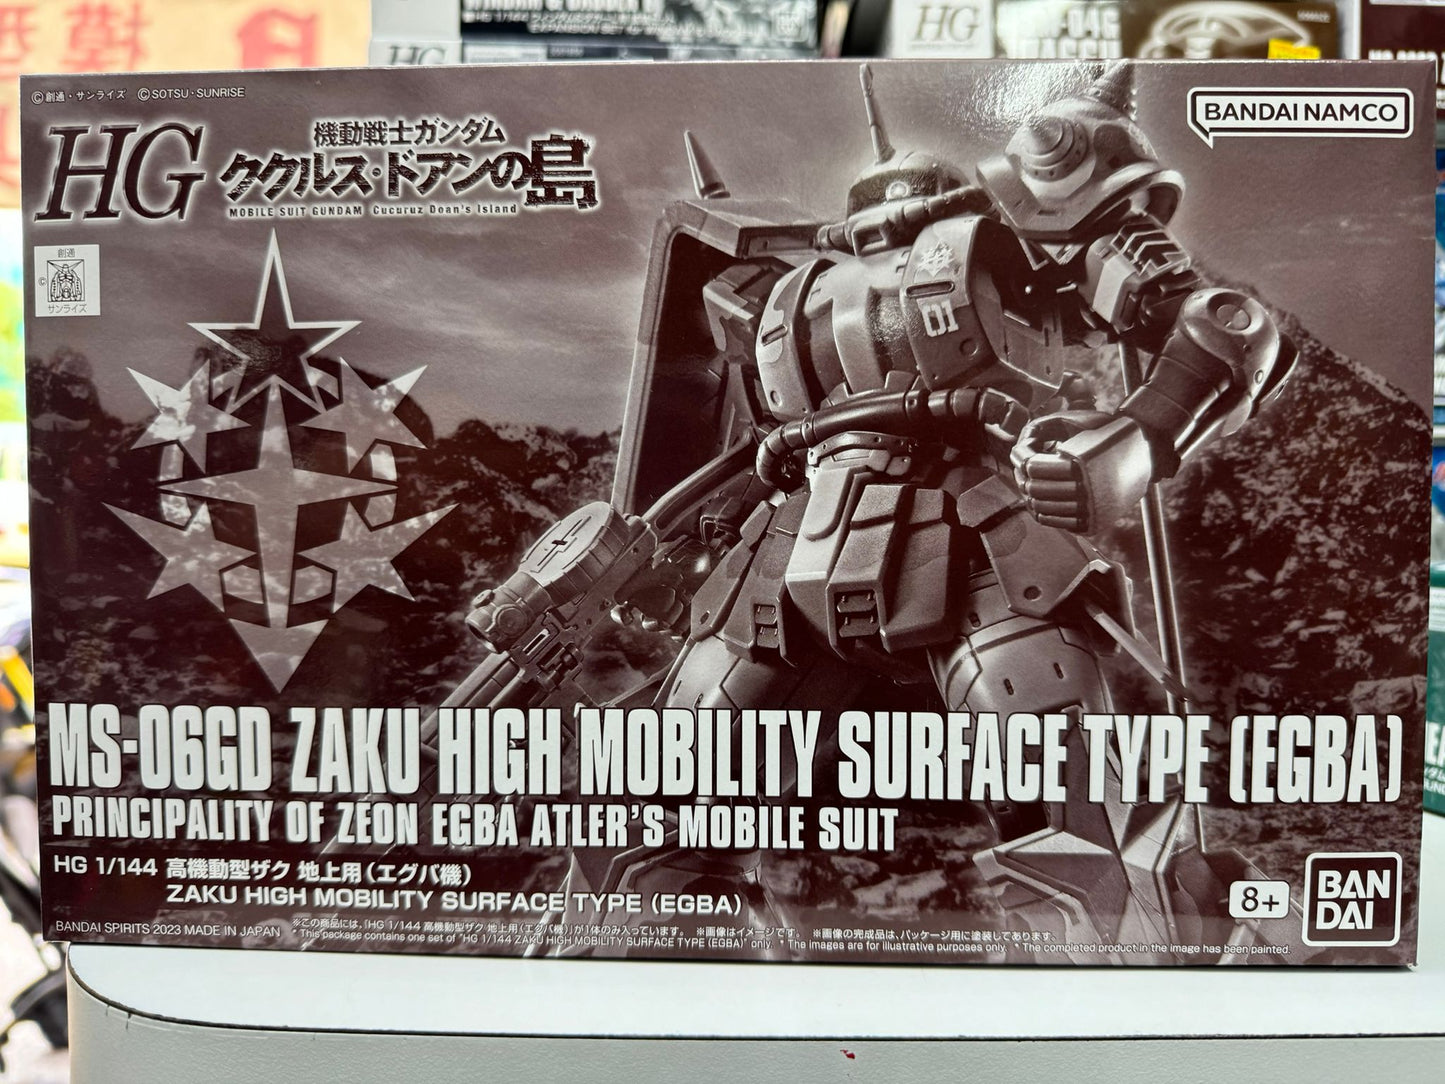 HG 1/144
EXPANSION SET
HG
HG
©創通・サンライズ ©SOTSU・SUNRISE
BANDAI NAMCO
HG
機動戦士ガンダム
ククルス・ドアンの島
MOBILE SUIT GUNDAM Cucuruz Doan's Island
創通
©
サンライズ
01
MS-06GD ZAKU HIGH MOBILITY SURFACE TYPE (EGBA)
PRINCIPALITY OF ZEON EGBA ATLER'S MOBILE SUIT
HG 1/144 高機動型ザク 地上用(エグバ機)
ZAKU HIGH MOBILITY SURFACE TYPE (EGBA)
8+
BAN
DAI
BANDAI SPIRITS 2023 MADE IN JAPAN
※この商品には、「HG 1/144 高機動型ザク 地上用(エグバ機)」が1体のみ入っています。 ※画像はイメージです。 ※画像の完成品は、パッケージ用に塗装してあります。
* This package contains one set of "HG 1/144 ZAKU HIGH MOBILITY SURFACE TYPE (EGBA)" only. * The images are for illustrative purposes only. * The completed product in the image has been painted.